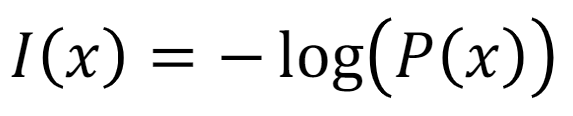 I(x) = − log(P(x))